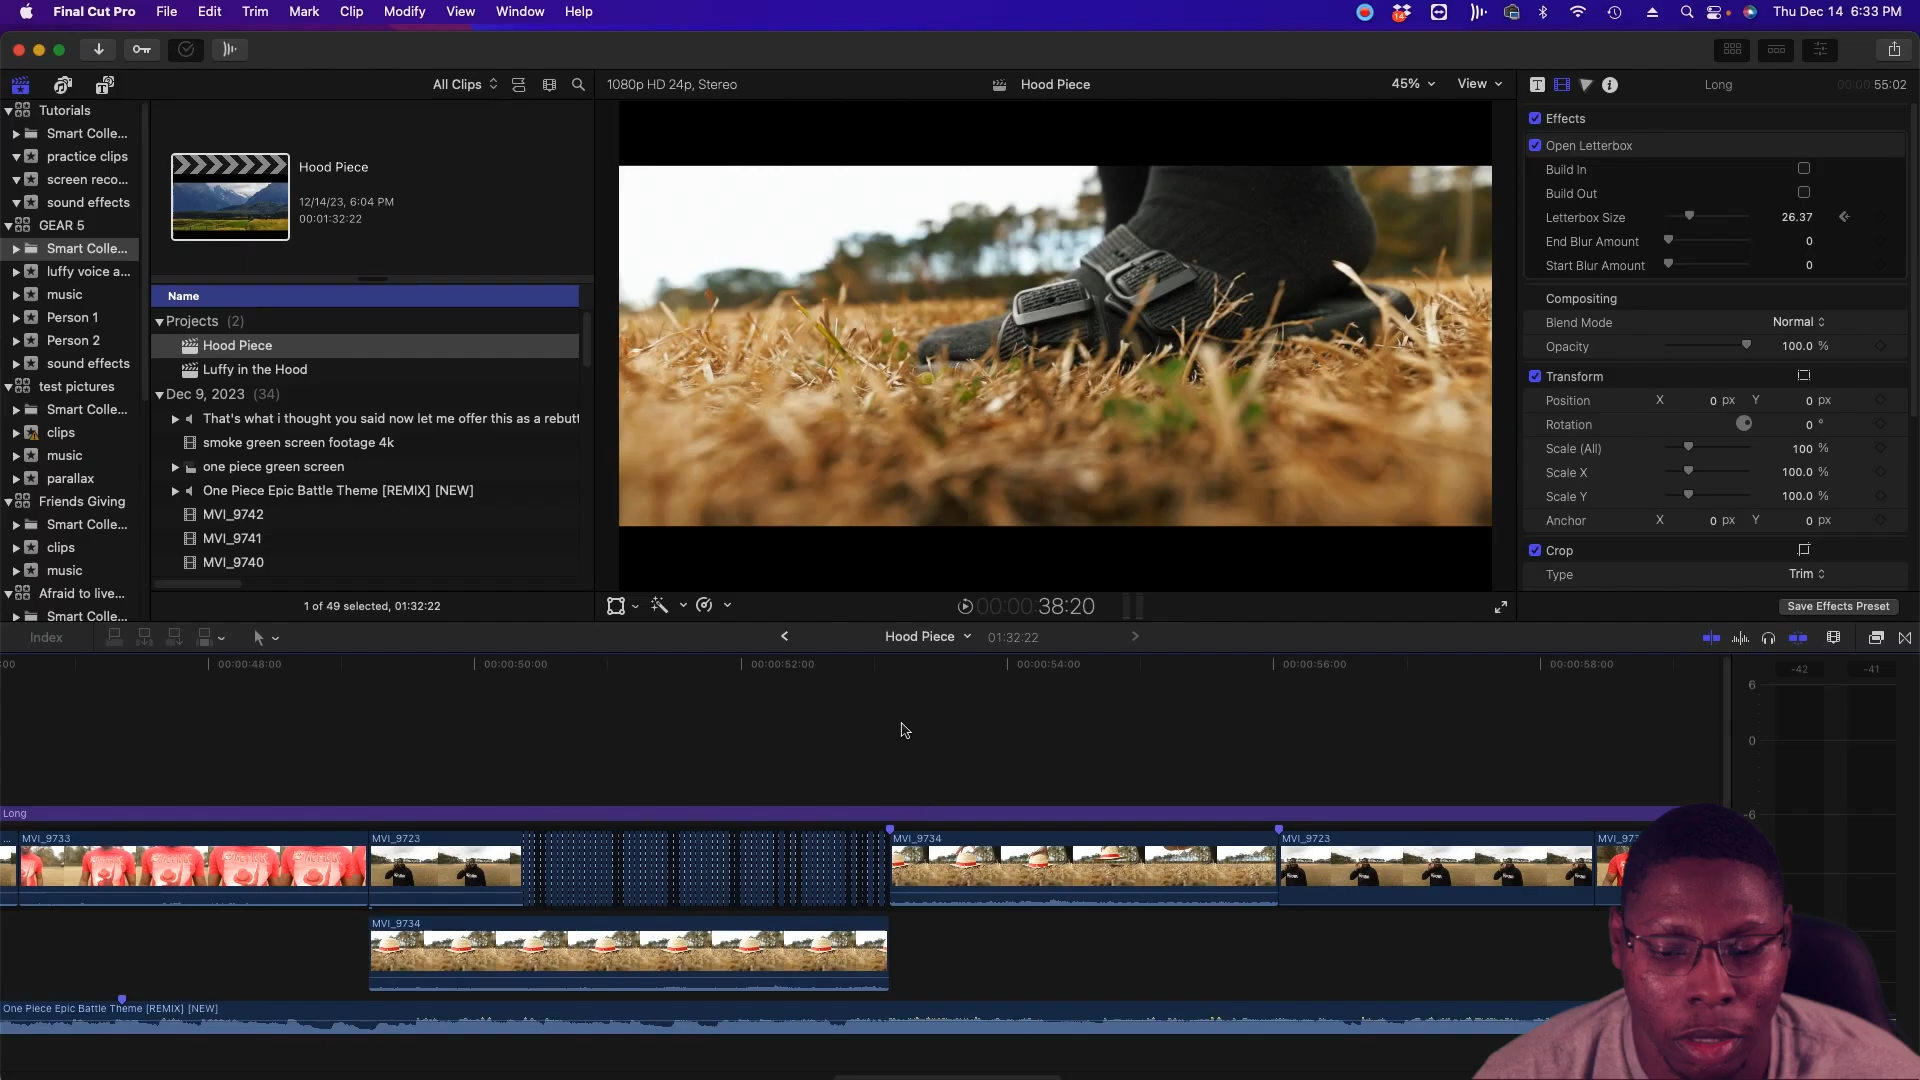 Final Cut Pro File Edit Trim Mark Clip Modify View Window Help 14 Thu Dec 14 6:33 PM
All Clips 1080p HD 24p, Stereo Hood Piece 45% View Long 00:00:55:02
Tutorials
Smart Colle...
practice clips
screen reco...
sound effects
GEAR 5
Smart Colle...
luffy voice a...
music
Person 1
Person 2
sound effects
test pictures
Smart Colle...
clips
music
parallax
Friends Giving
Smart Colle...
clips
music
Afraid to live...
Smart Colle...
Hood Piece
12/14/23, 6:04 PM
00:01:32:22
Name
Projects (2)
Hood Piece
Luffy in the Hood
Dec 9, 2023 (34)
That's what i thought you said now let me offer this as a rebutt
smoke green screen footage 4k
one piece green screen
One Piece Epic Battle Theme [REMIX] [NEW]
MVI_9742
MVI_9741
MVI_9740
1 of 49 selected, 01:32:22
00:00:00:38:20
Effects
Open Letterbox
Build In
Build Out
Letterbox Size 26.37
End Blur Amount 0
Start Blur Amount 0
Compositing
Blend Mode Normal
Opacity 100.0 %
Transform
Position X 0 px Y 0 px
Rotation 0 °
Scale (All) 100 %
Scale X 100.0 %
Scale Y 100.0 %
Anchor X 0 px Y 0 px
Crop
Type Trim
Save Effects Preset
Index Hood Piece 01:32:22
:00 00:00:48:00 00:00:50:00 00:00:52:00 00:00:54:00 00:00:56:00 00:00:58:00
-42 -41
6
0
-6
Long
... MVI_9733 MVI_9723 MVI_9734 MVI_9723 MVI_973
MVI_9734
One Piece Epic Battle Theme [REMIX] [NEW]